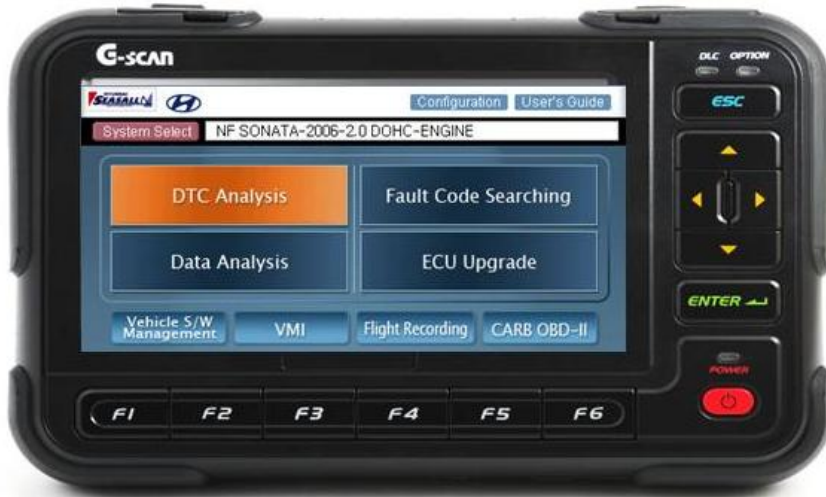 G-scan
DLC OPTION
Configuration User's Guide
ESC
System Select NF SONATA-2006-2.0 DOHC-ENGINE
DTC Analysis Fault Code Searching
Data Analysis ECU Upgrade
ENTER
Vehicle S/W
Management VMI Flight Recording CARB OBD-II
POWER
F1 F2 F3 F4 F5 F6